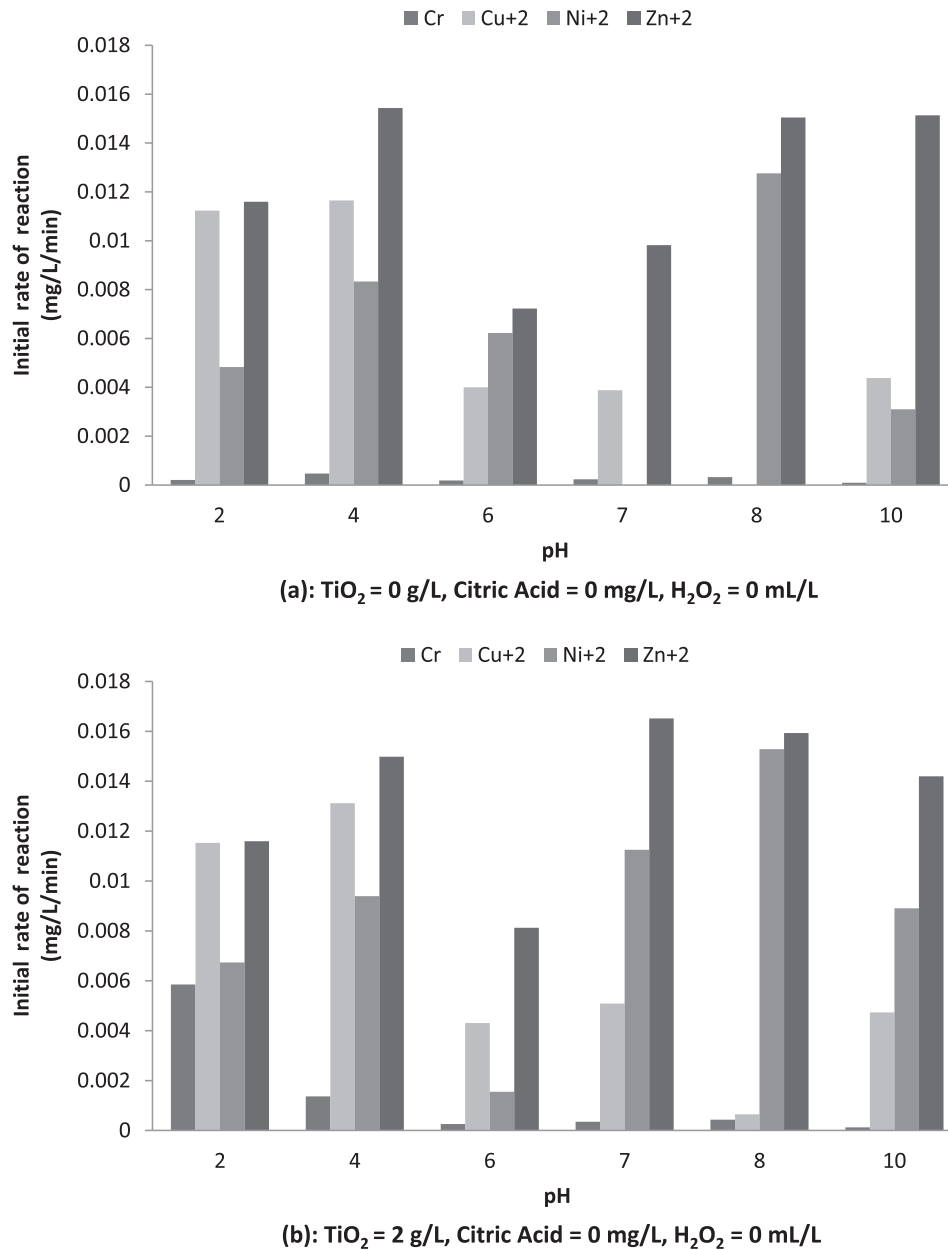 Cr Cu+2 Ni+2 Zn+2
0.018
0.016
0.014
0.012
0.01
0.008
0.006
0.004
0.002
0
Initial rate of reaction
(mg/L/min)
2 4 6 7 8 10
pH
(a): TiO₂ = 0 g/L, Citric Acid = 0 mg/L, H₂O₂ = 0 mL/L
Cr Cu+2 Ni+2 Zn+2
0.018
0.016
0.014
0.012
0.01
0.008
0.006
0.004
0.002
0
Initial rate of reaction
(mg/L/min)
2 4 6 7 8 10
pH
(b): TiO₂ = 2 g/L, Citric Acid = 0 mg/L, H₂O₂ = 0 mL/L